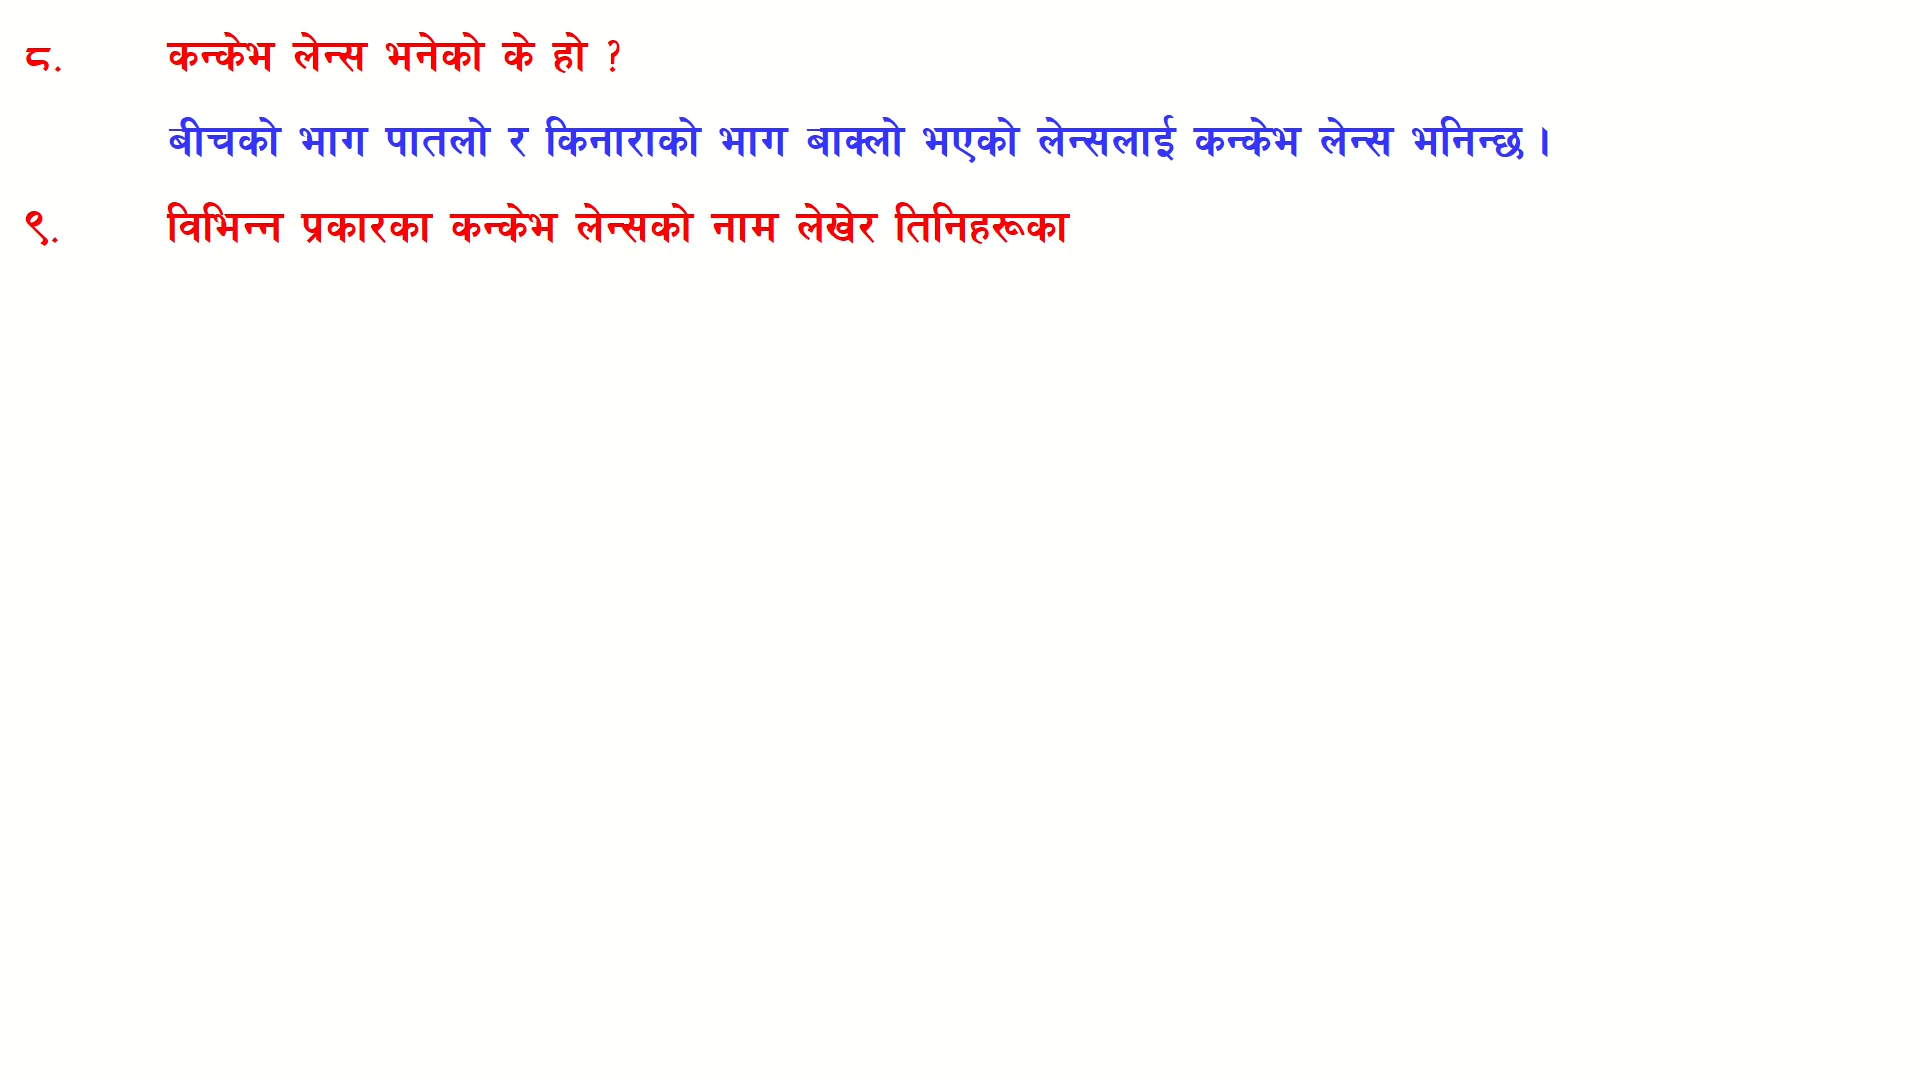 ८. कन्केभ लेन्स भनेको के हो ?
बीचको भाग पातलो र किनाराको भाग बाक्लो भएको लेन्सलाई कन्केभ लेन्स भनिन्छ ।
९. विभिन्न प्रकारका कन्केभ लेन्सको नाम लेखेर तिनिहरूका